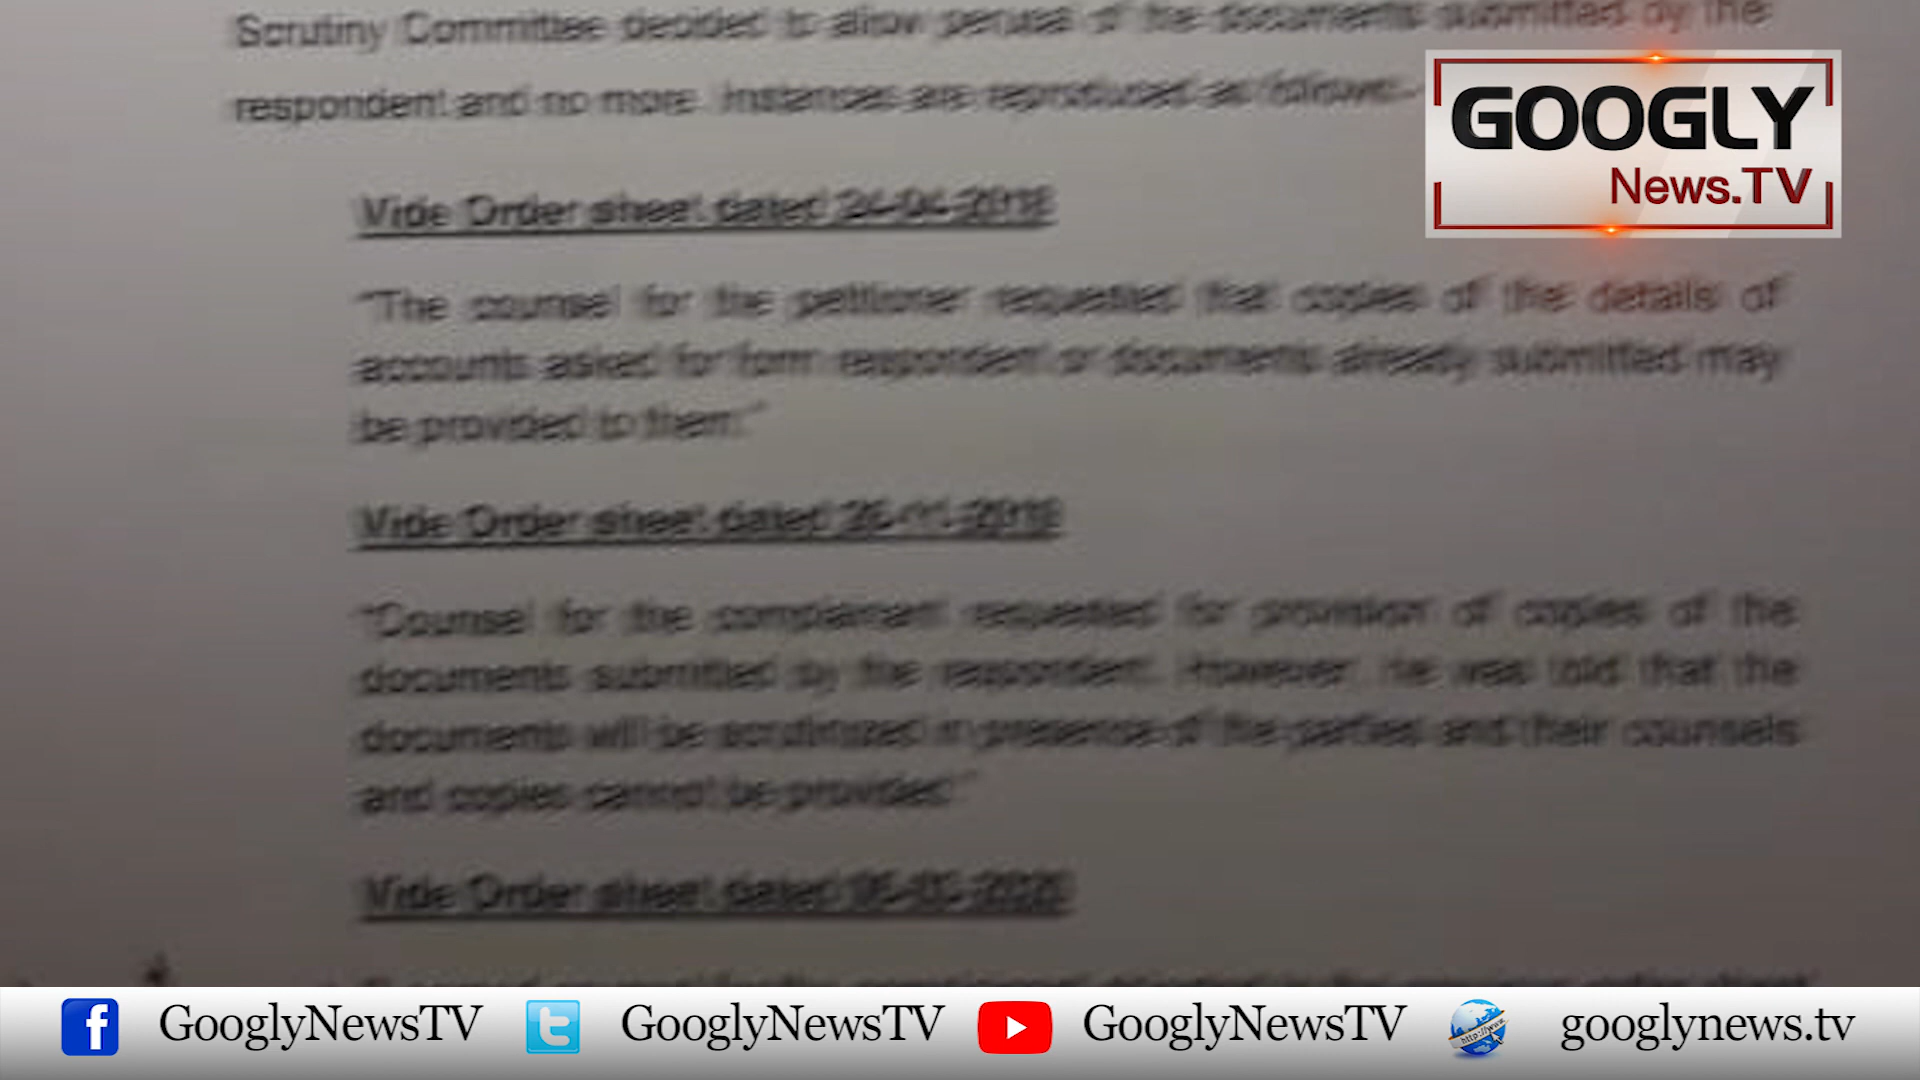 Scrutiny Committee decided to allow perusal of the documents submitted by the
respondent and no more. Instances are reproduced as follows:-
GOOGLY
News.TV
Vide Order sheet dated 24-04-2018
"The counsel for the petitioner requested that copies of the details of
accounts asked for form respondent or documents already submitted may
be provided to them."
Vide Order sheet dated
"Counsel for the complainant requested for provision of copies of the
documents submitted by the respondent. However, he was told that the
documents will be scrutinized in presence of the parties and their counsels
and copies cannot be provided"
Vide Order sheet dated
GooglyNewsTV
GooglyNewsTV
GooglyNewsTV
googlynews.tv